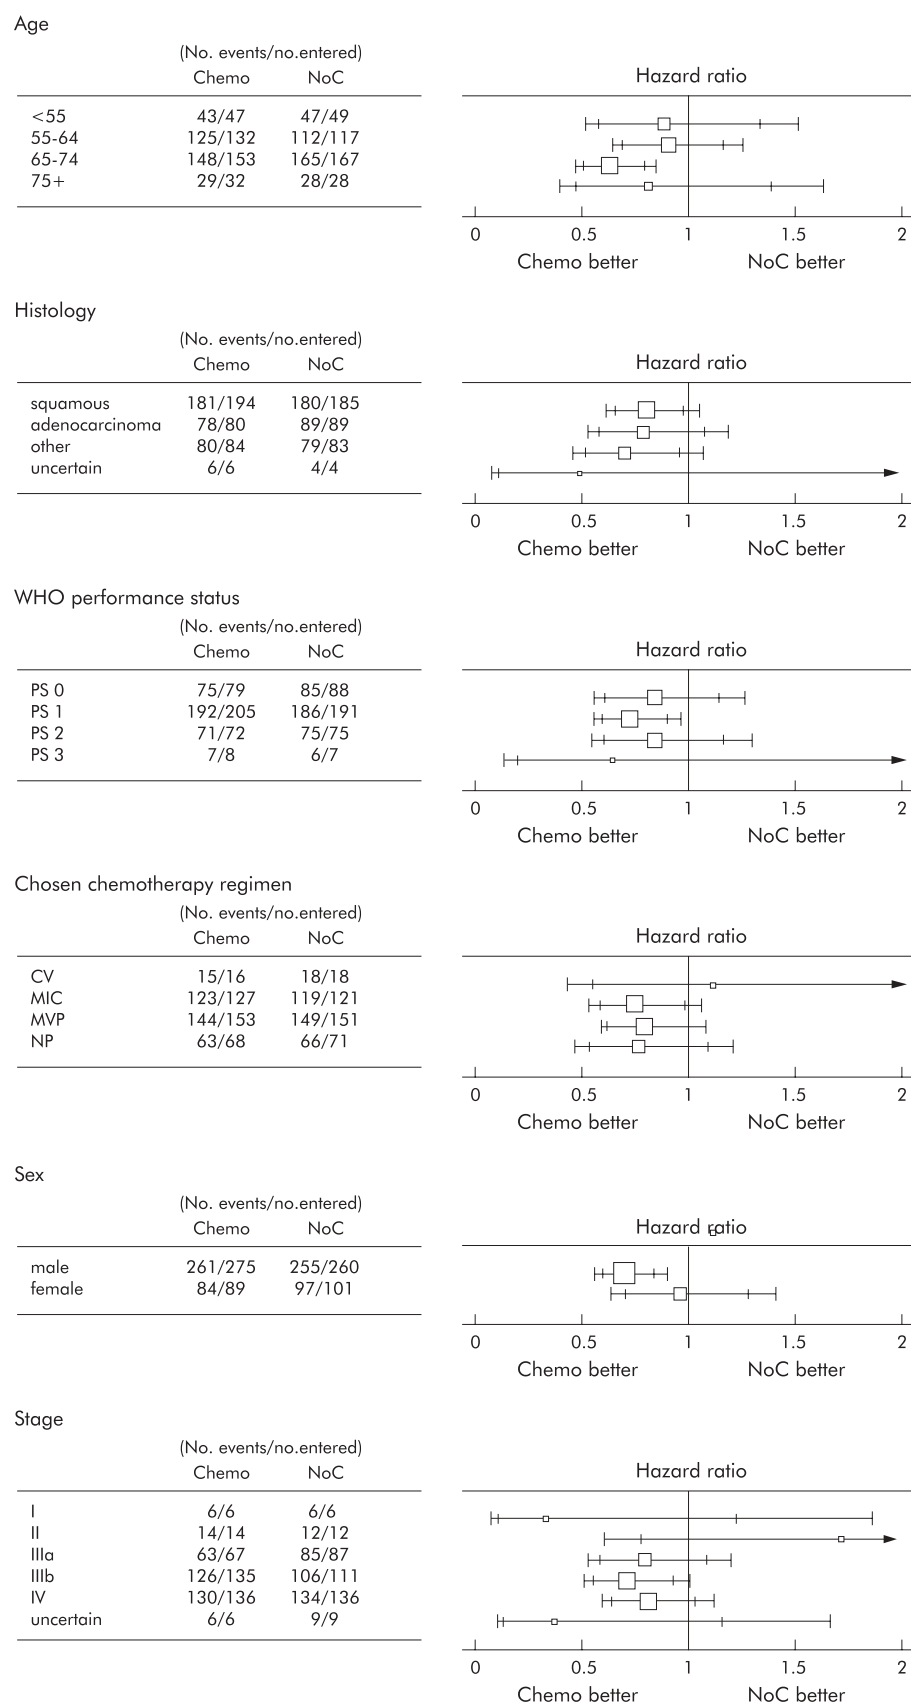 Age
(No. events/no.entered)
Chemo NoC
Hazard ratio
<55 43/47 47/49
55-64 125/132 112/117
65-74 148/153 165/167
75+ 29/32 28/28
0 0.5 1 1.5 2
Chemo better NoC better
Histology
(No. events/no.entered)
Chemo NoC
Hazard ratio
squamous 181/194 180/185
adenocarcinoma 78/80 89/89
other 80/84 79/83
uncertain 6/6 4/4
0 0.5 1 1.5 2
Chemo better NoC better
WHO performance status
(No. events/no.entered)
Chemo NoC
Hazard ratio
PS 0 75/79 85/88
PS 1 192/205 186/191
PS 2 71/72 75/75
PS 3 7/8 6/7
0 0.5 1 1.5 2
Chemo better NoC better
Chosen chemotherapy regimen
(No. events/no.entered)
Chemo NoC
Hazard ratio
CV 15/16 18/18
MIC 123/127 119/121
MVP 144/153 149/151
NP 63/68 66/71
0 0.5 1 1.5 2
Chemo better NoC better
Sex
(No. events/no.entered)
Chemo NoC
Hazard ratio
male 261/275 255/260
female 84/89 97/101
0 0.5 1 1.5 2
Chemo better NoC better
Stage
(No. events/no.entered)
Chemo NoC
Hazard ratio
I 6/6 6/6
II 14/14 12/12
IIIa 63/67 85/87
IIIb 126/135 106/111
IV 130/136 134/136
uncertain 6/6 9/9
0 0.5 1 1.5 2
Chemo better NoC better